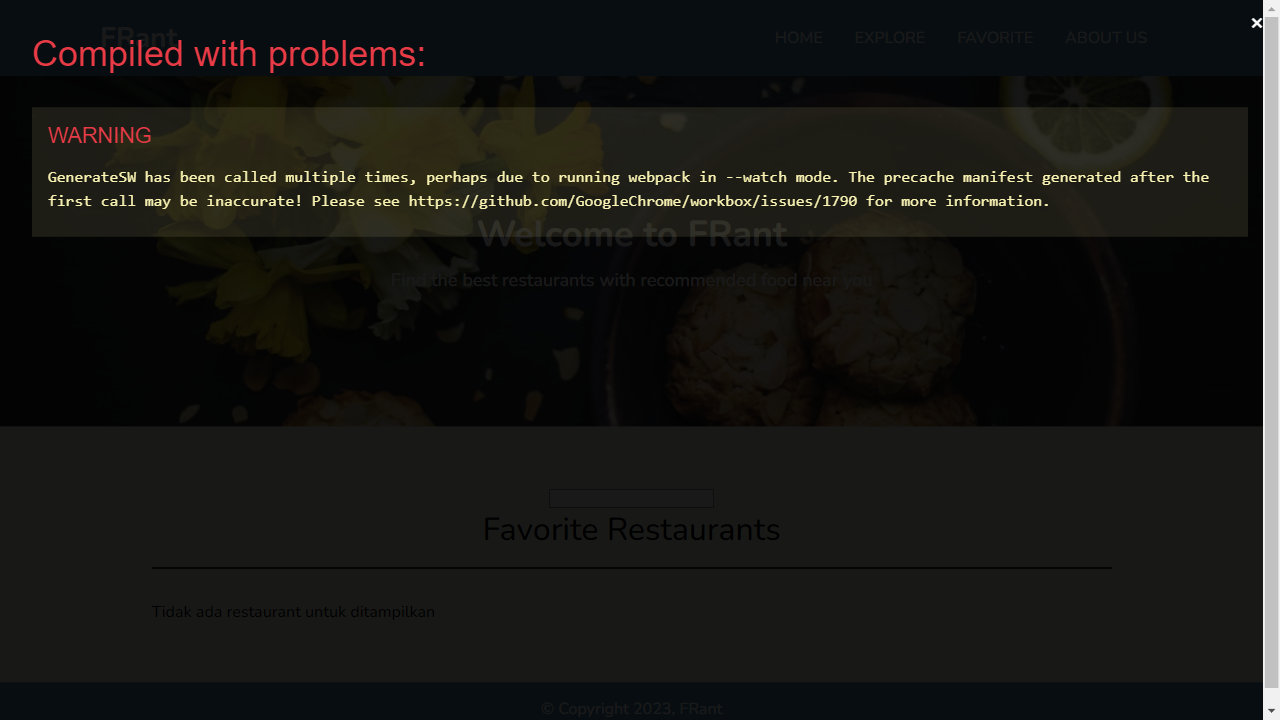 FRant
HOME EXPLORE FAVORITE ABOUT US
×
Compiled with problems:
WARNING
GenerateSW has been called multiple times, perhaps due to running webpack in --watch mode. The precache manifest generated after the
first call may be inaccurate! Please see https://github.com/GoogleChrome/workbox/issues/1790 for more information.
Welcome to FRant
Find the best restaurants with recommended food near you
Favorite Restaurants
Tidak ada restaurant untuk ditampilkan
© Copyright 2023, FRant